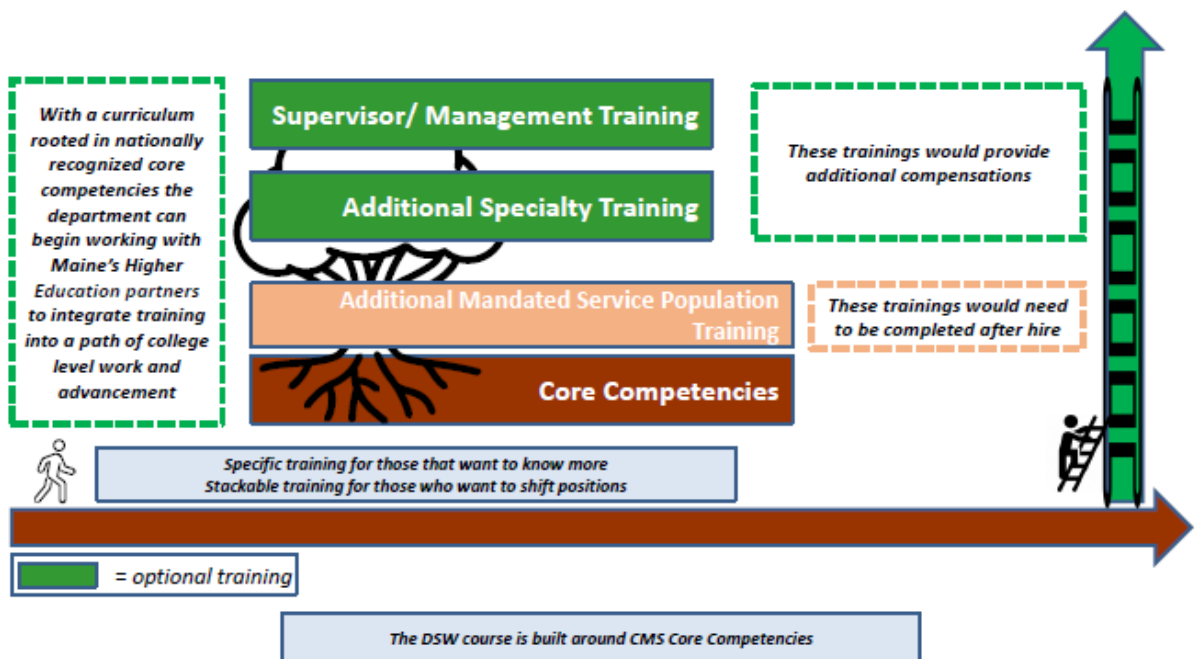 With a curriculum
rooted in nationally
recognized core
competencies the
department can
begin working with
Maine's Higher
Education partners
to integrate training
into a path of college
level work and
advancement
Supervisor/ Management Training
Additional Specialty Training
Additional Mandated Service Population
Training
Core Competencies
These trainings would provide
additional compensations
These trainings would need
to be completed after hire
Specific training for those that want to know more
Stackable training for those who want to shift positions
= optional training
The DSW course is built around CMS Core Competencies